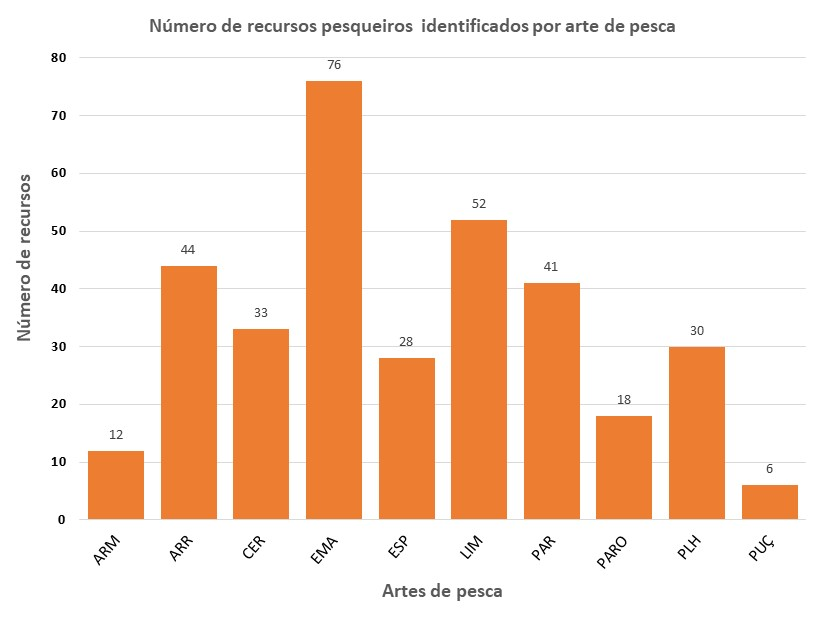 Número de recursos pesqueiros  identificados por arte de pesca
Número de recursos
80
70
60
50
40
30
20
10
0
12
44
33
76
28
52
41
18
30
6
ARM
ARR
CER
EMA
ESP
LIM
PAR
PARO
PLH
PUÇ
Artes de pesca